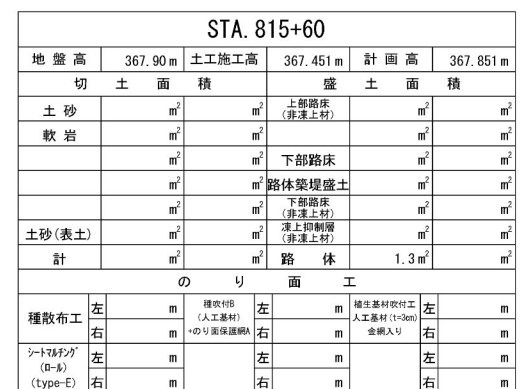 STA. 815+60
地 盤 高 367.90 m 土工施工高 367.451 m 計 画 高 367.851 m
切 土 面 積 盛 土 面 積
土 砂 m² m² 上部路床 (非凍上材) m² m²
軟 岩 m² m² m² m²
m² m² 下部路床 m² m²
m² m² 路体築堤盛土 m² m²
m² m² 下部路床 (非凍上材) m² m²
土砂(表土) m² m² 凍上抑制層 (非凍上材) m² m²
計 m² m² 路 体 1.3 m² m²
の り 面 工
種散布工 左 m 種吹付B (人工基材) +のり面保護網A 左 m 植生基材吹付工 人工基材(t=3cm) 金網入り 左 m
右 m 右 m 右 m
シートマルチング (ロール) (type-E) 左 m 左 m 左 m
右 m 右 m 右 m